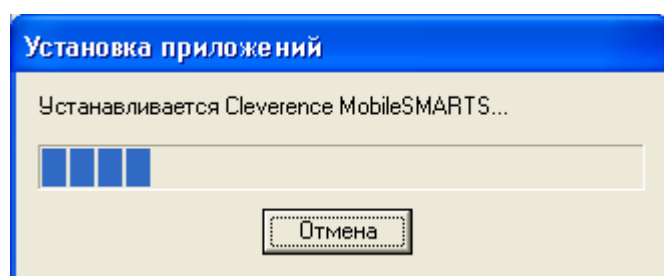 Установка приложений
Устанавливается Cleverence MobileSMARTS...
Отмена